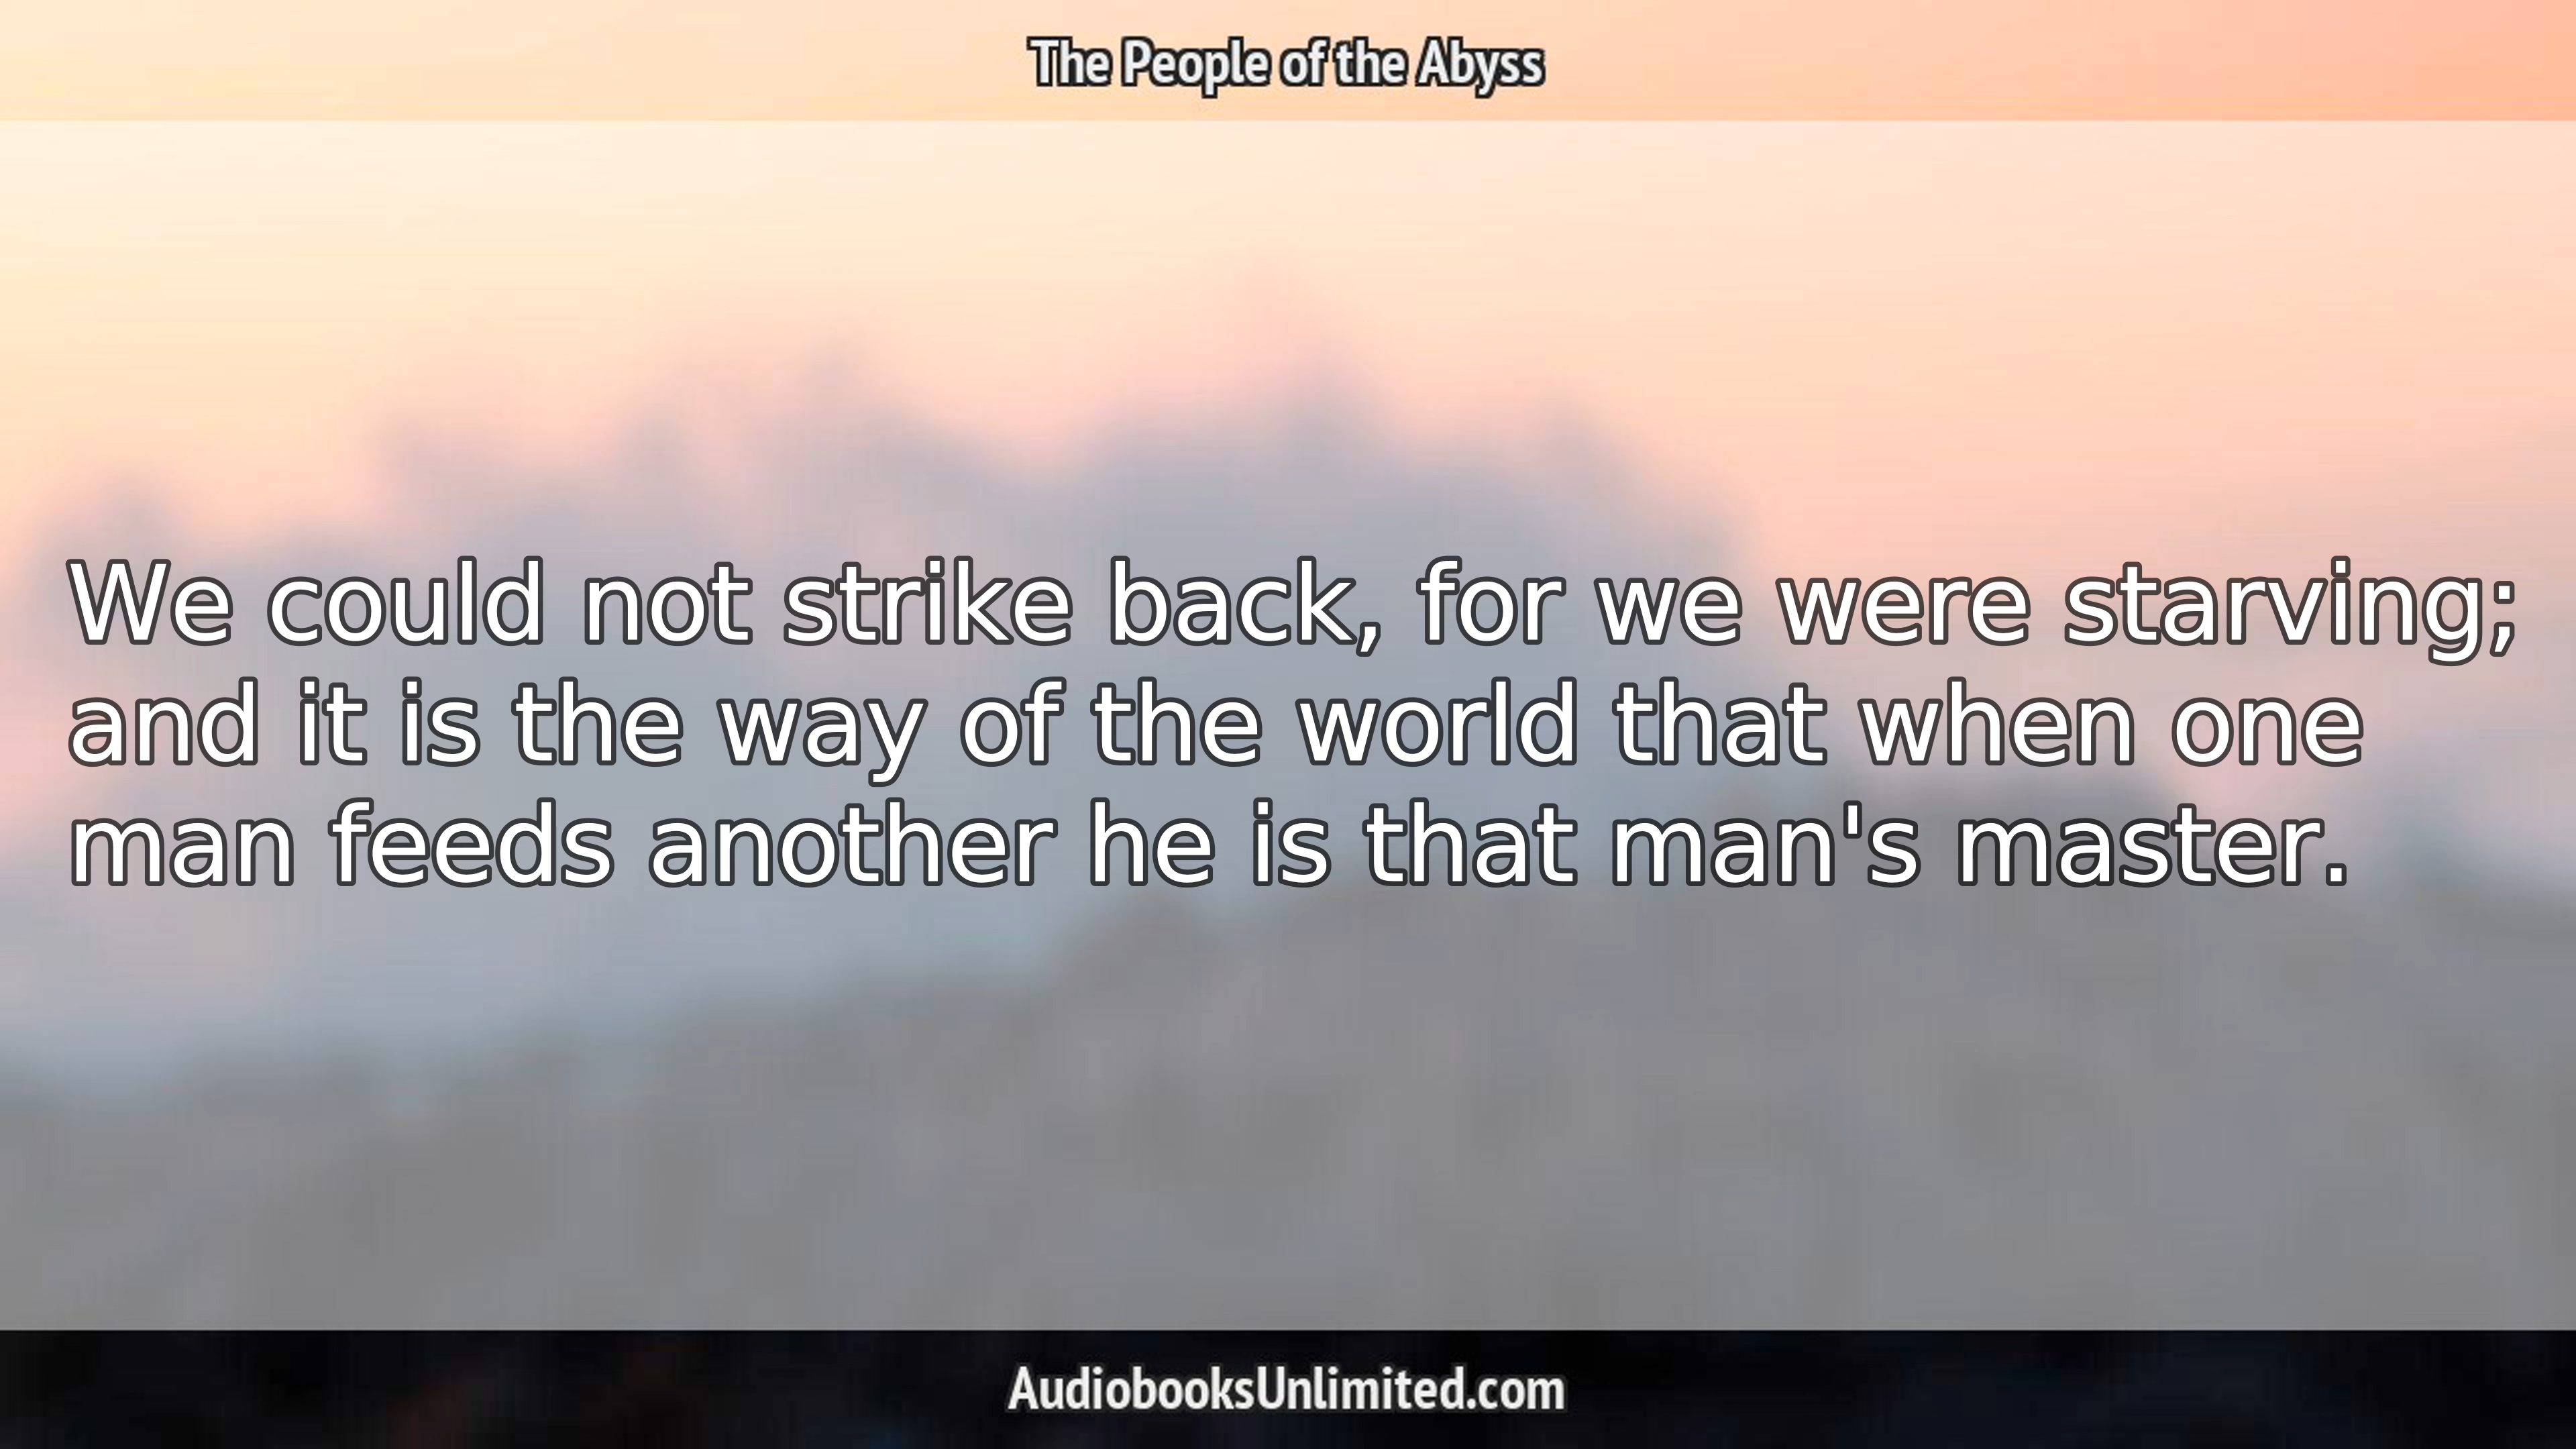 The People of the Abyss
We could not strike back, for we were starving;
and it is the way of the world that when one
man feeds another he is that man's master.
AudiobooksUnlimited.com